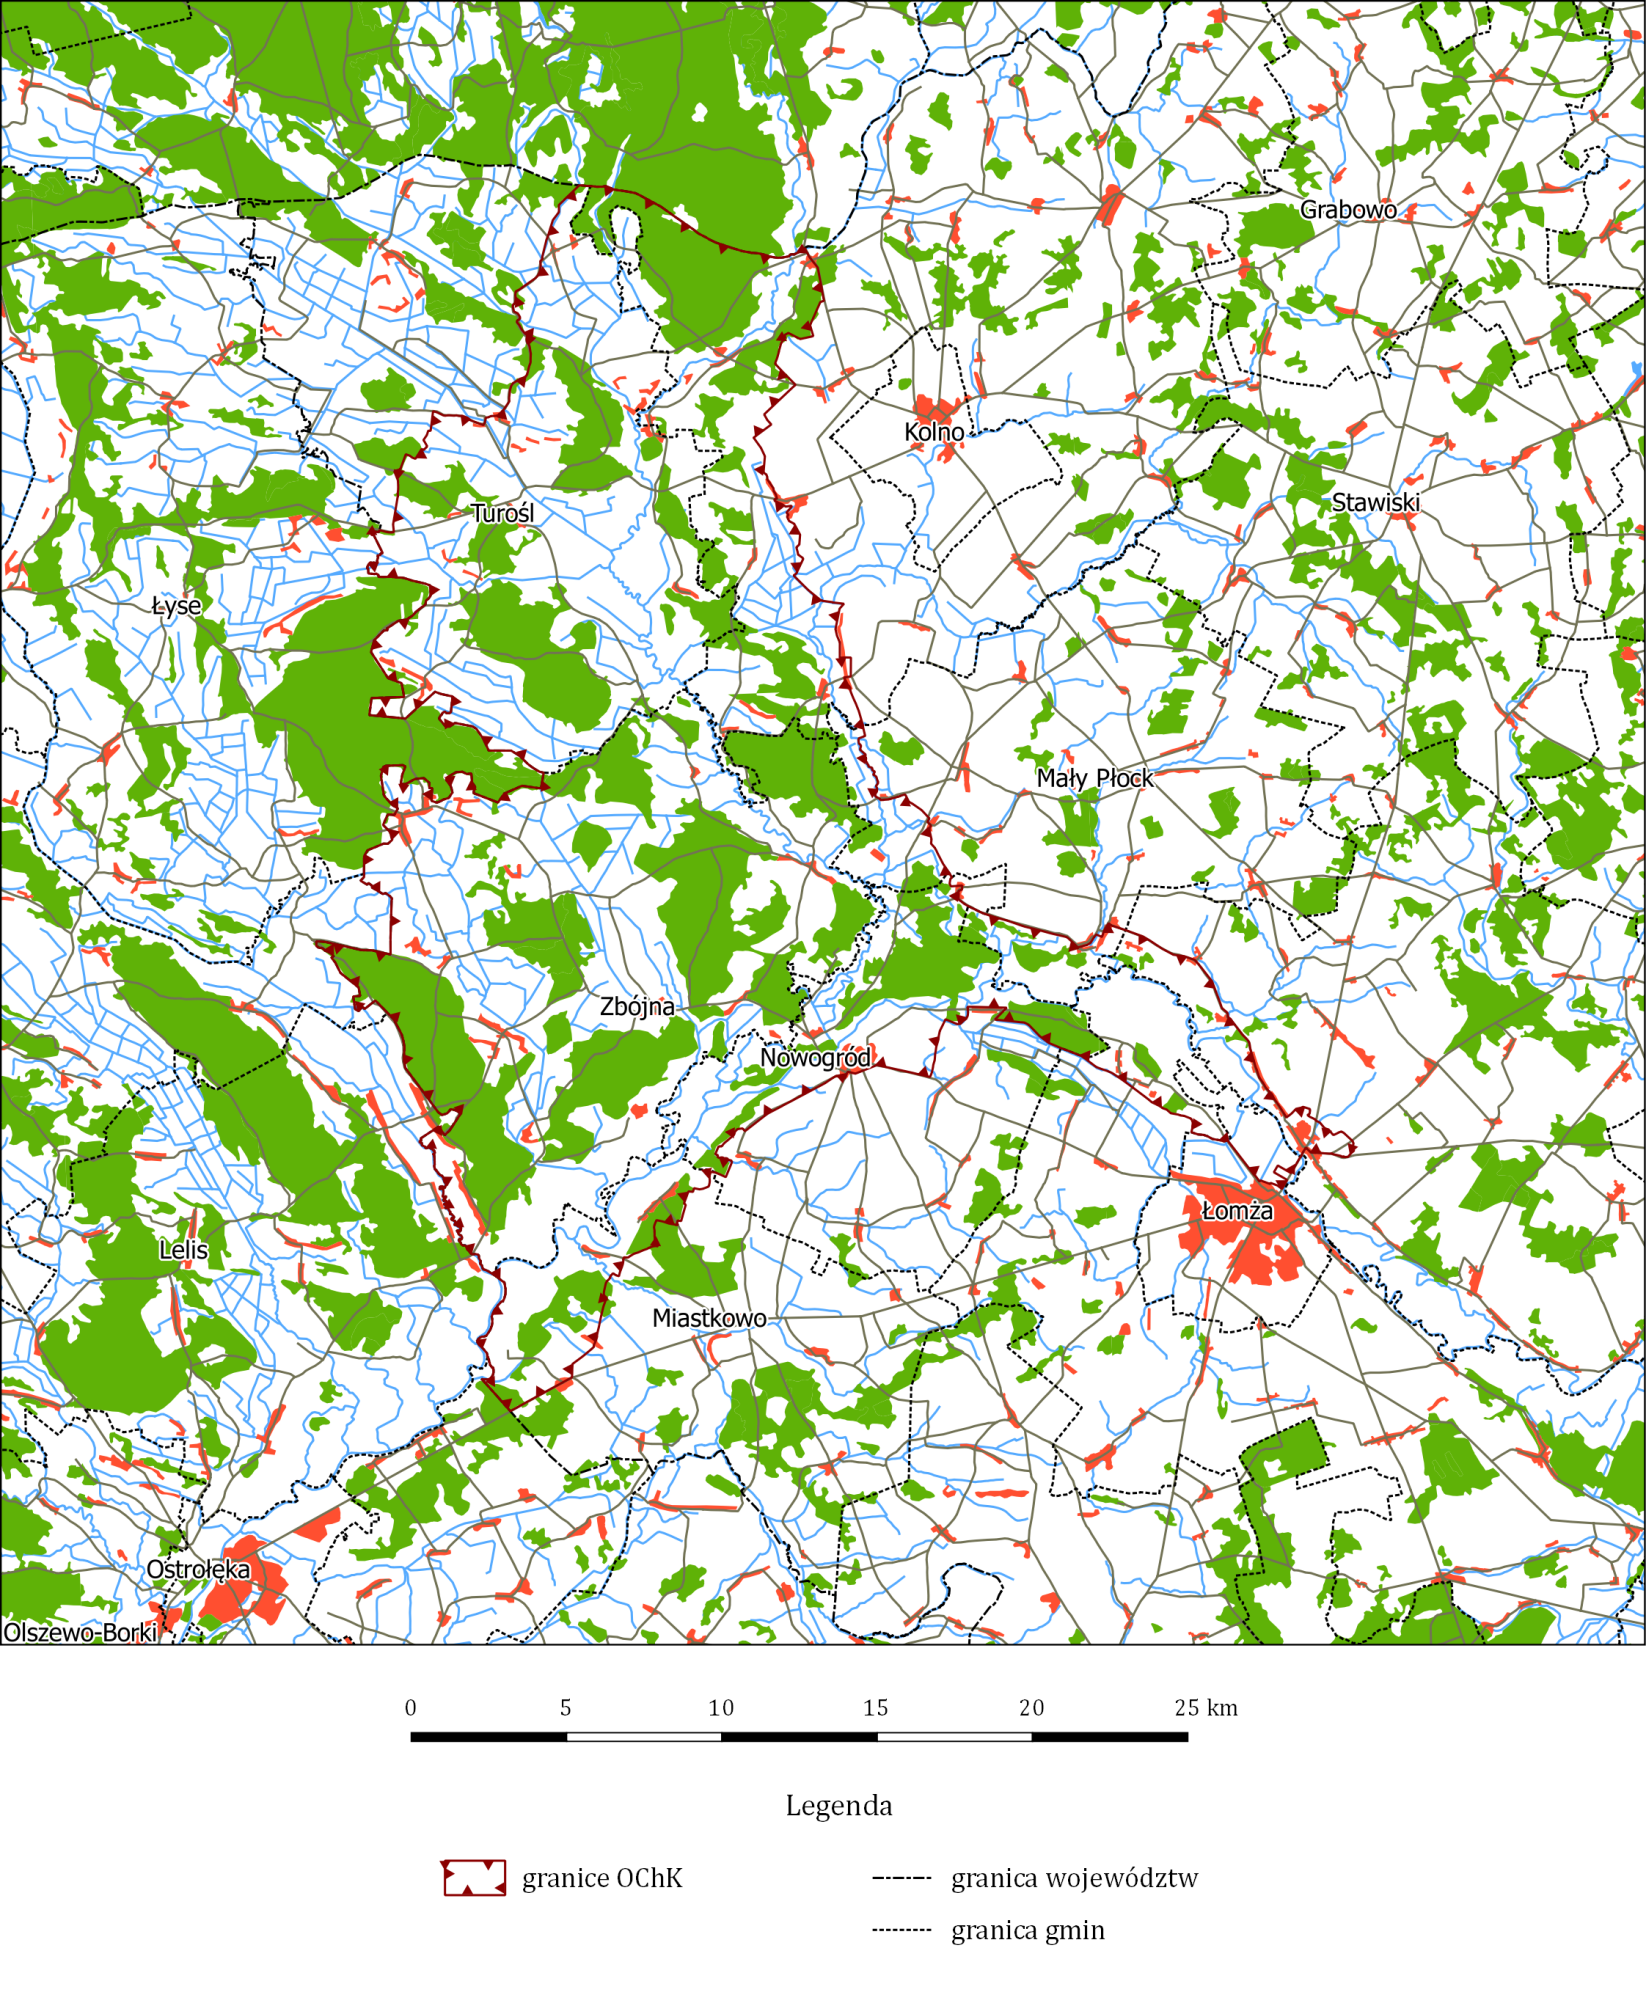 Grabowo
Kolno
Stawiski
Turośl
Łyse
Mały Płock
Zbójna
Nowogród
Łomża
Lelis
Miastkowo
Ostrołęka
Olszewo-Borki
0 5 10 15 20 25 km
Legenda
granice OChK
granica województw
granica gmin